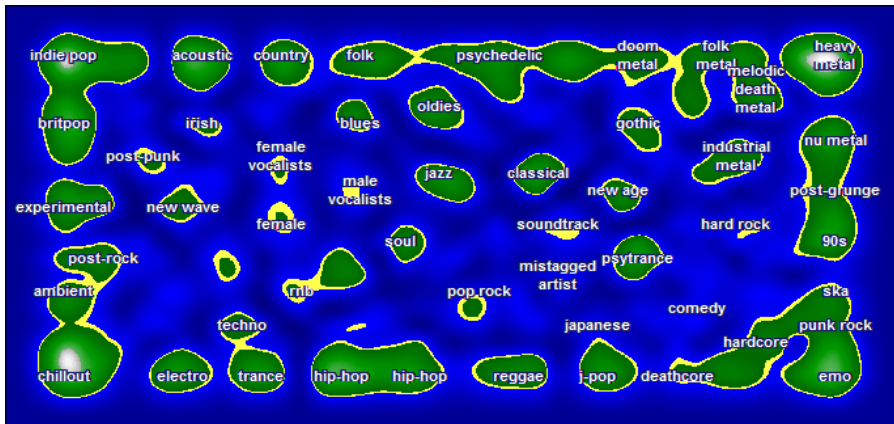 indie pop
acoustic
country
folk
psychedelic
doom
metal
folk
metal
heavy
metal
melodic
death
metal
britpop
irish
blues
oldies
gothic
post-punk
female
vocalists
industrial
metal
nu metal
male
vocalists
jazz
classical
new age
post-grunge
experimental
new wave
female
soundtrack
hard rock
soul
90s
post-rock
psytrance
mistagged
artist
ambient
rnb
pop rock
comedy
ska
techno
japanese
punk rock
hardcore
chillout
electro
trance
hip-hop
hip-hop
reggae
j-pop
deathcore
emo